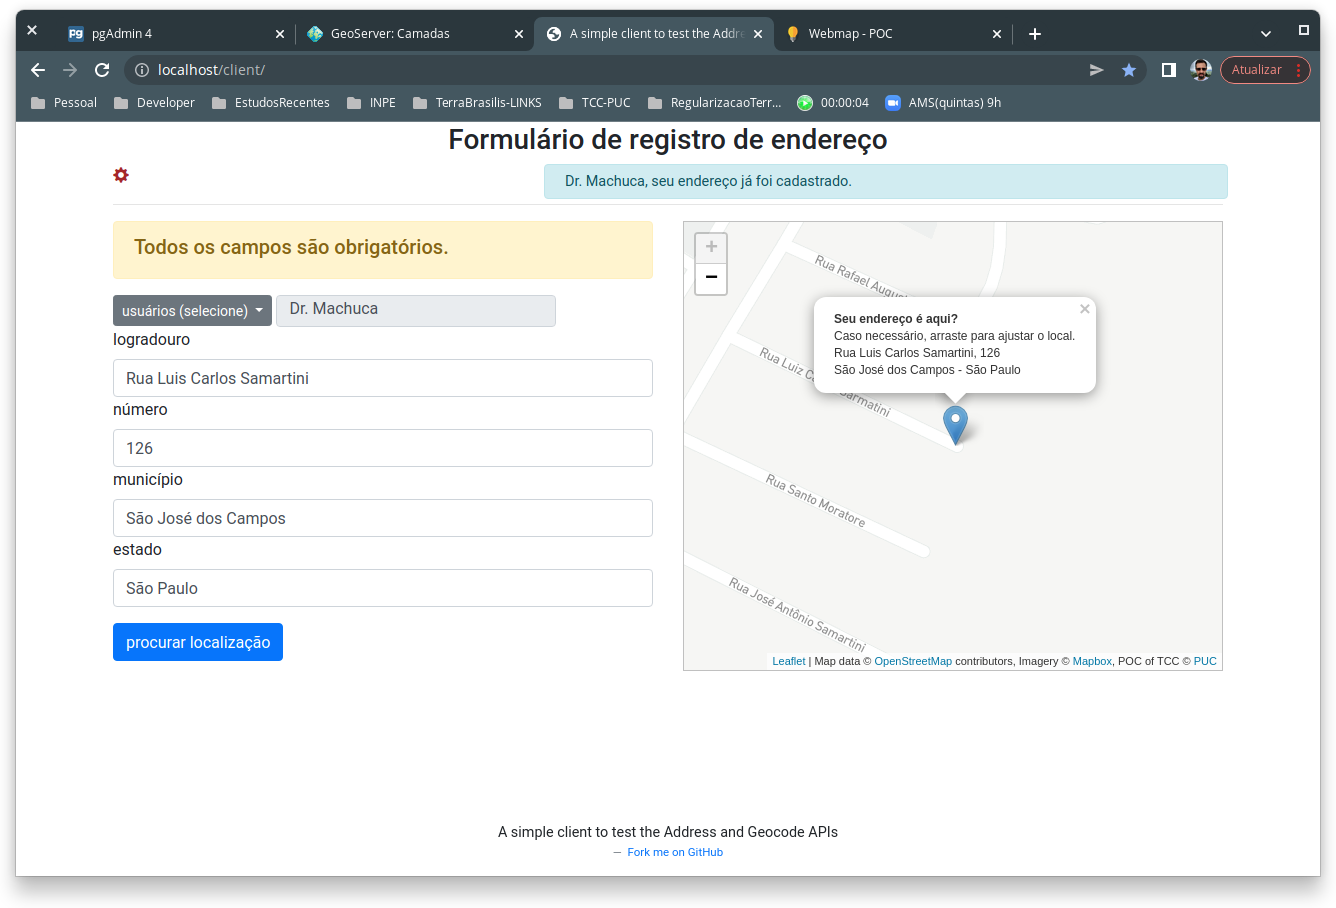 pgAdmin 4
GeoServer: Camadas
A simple client to test the Addre
Webmap - POC
localhost/client/
Atualizar
Pessoal
Developer
EstudosRecentes
INPE
TerraBrasilis-LINKS
TCC-PUC
RegularizacaoTerr...
00:00:04
AMS(quintas) 9h
Formulário de registro de endereço
Dr. Machuca, seu endereço já foi cadastrado.
Todos os campos são obrigatórios.
usuários (selecione)
Dr. Machuca
logradouro
Rua Luis Carlos Samartini
número
126
município
São José dos Campos
estado
São Paulo
procurar localização
+
−
Rua Rafael August
Seu endereço é aqui?
Caso necessário, arraste para ajustar o local.
Rua Luis Carlos Samartini, 126
São José dos Campos - São Paulo
×
Rua Luiz Ca
armatini
Rua Santo Moratore
Rua José Antônio Samartini
Leaflet | Map data © OpenStreetMap contributors, Imagery © Mapbox, POC of TCC © PUC
A simple client to test the Address and Geocode APIs
— Fork me on GitHub